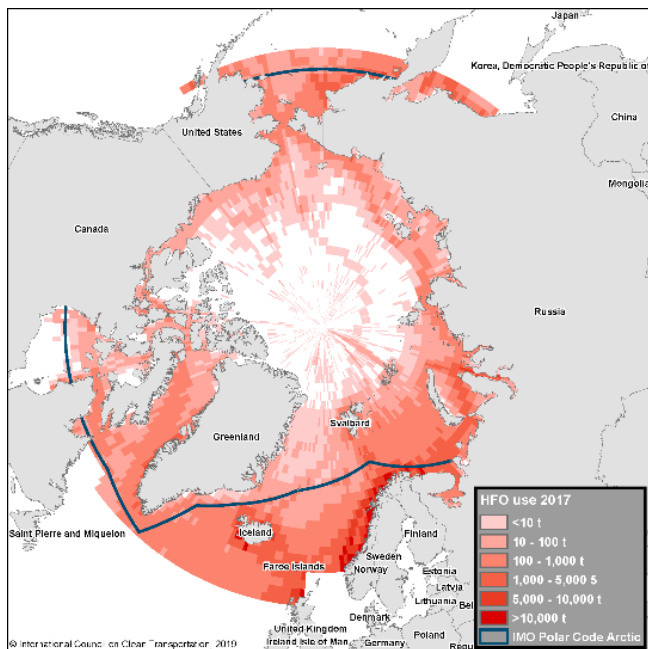 Japan
Korea, Democratic People's Republic of
China
United States
Mongolia
Canada
Russia
Svalbard
Greenland
HFO use 2017
<10 t
10 - 100 t
100 - 1,000 t
1,000 - 5,000 5
5,000 - 10,000 t
>10,000 t
IMO Polar Code Arctic
Saint Pierre and Miquelon
Iceland
Finland
Faroe Islands
Sweden
Norway
Estonia
Latvia
Lithuania
Bel
Denmark
United Kingdom
Poland
Ireland Isle of Man
Germany
Repu
© International Council on Clean Transportation, 2019